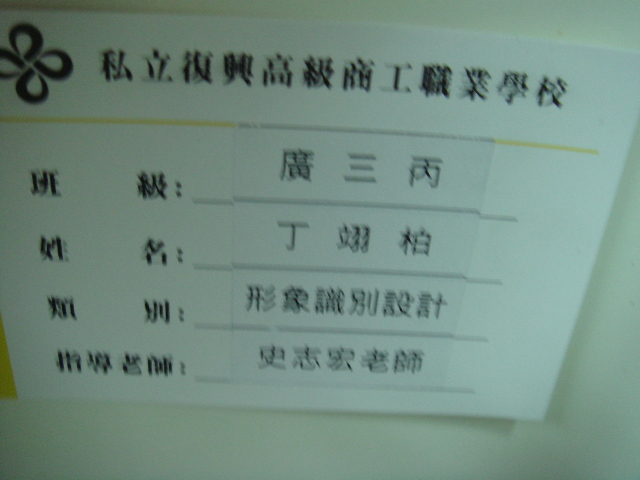 私立復興高級商工職業學校
班 級: 廣三丙
姓 名: 丁翊柏
類 別: 形象識別設計
指導老師: 史志宏老師